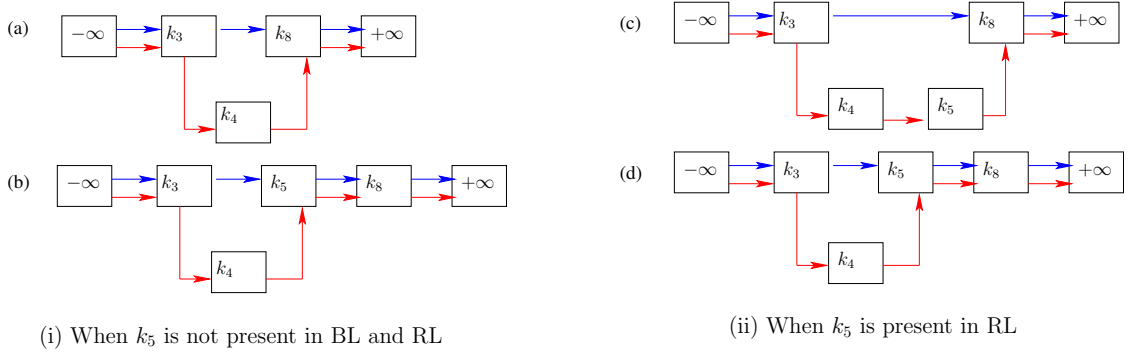 (a) −∞ k₃ k₈ +∞
k₄
(b) −∞ k₃ k₅ k₈ +∞
k₄
(i) When k₅ is not present in BL and RL
(c) −∞ k₃ k₈ +∞
k₄ k₅
(d) −∞ k₃ k₅ k₈ +∞
k₄
(ii) When k₅ is present in RL